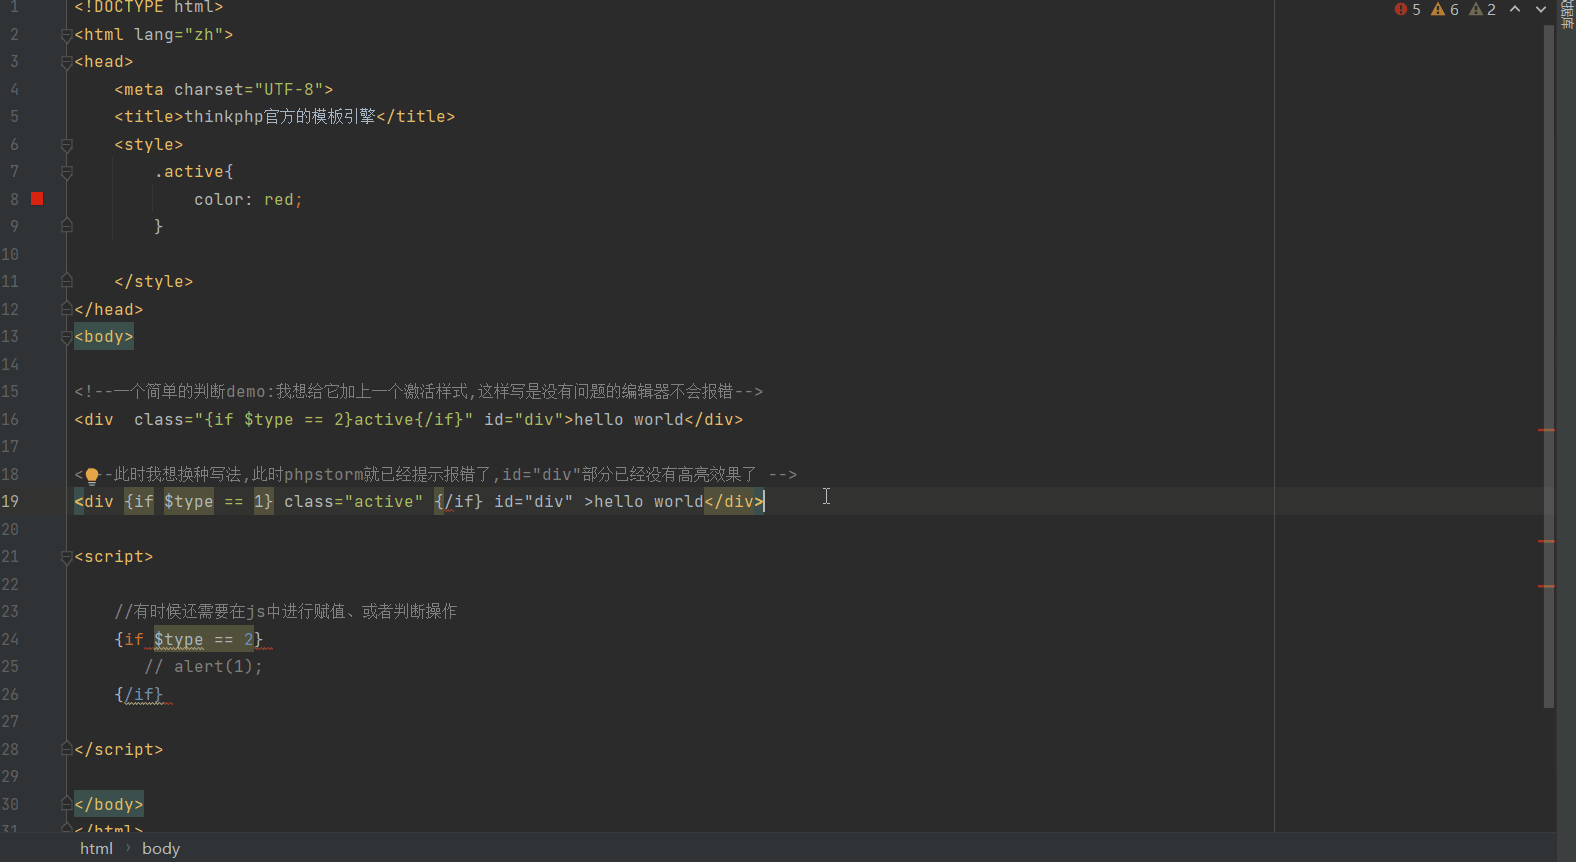 5 6 2
1 <!DOCTYPE html>
2 <html lang="zh">
3 <head>
4 <meta charset="UTF-8">
5 <title>thinkphp官方的模板引擎</title>
6 <style>
7 .active{
8 color: red;
9 }
10
11 </style>
12 </head>
13 <body>
14
15 <!--一个简单的判断demo:我想给它加上一个激活样式,这样写是没有问题的编辑器不会报错-->
16 <div  class="{if $type == 2}active{/if}" id="div">hello world</div>
17
18 < -此时我想换种写法,此时phpstorm就已经提示报错了,id="div"部分已经没有高亮效果了 -->
19 <div {if $type == 1} class="active" {/if} id="div" >hello world</div>
20
21 <script>
22
23 //有时候还需要在js中进行赋值、或者判断操作
24 {if $type == 2}
25 // alert(1);
26 {/if}
27
28 </script>
29
30 </body>
31 </html>
html › body